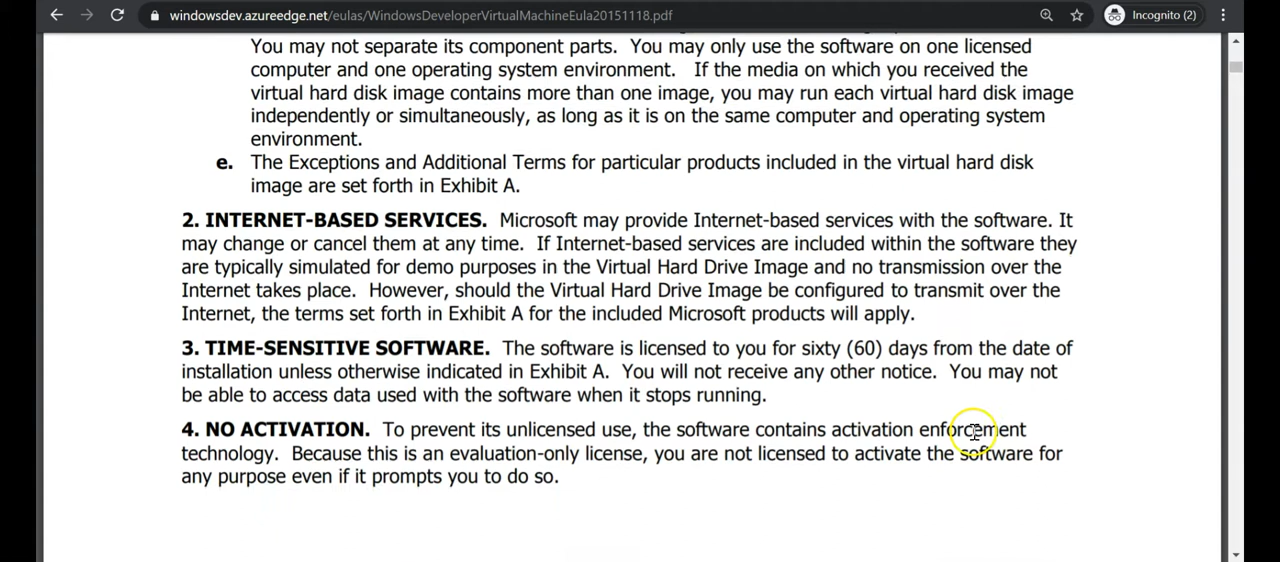 windowsdev.azureedge.net/eulas/WindowsDeveloperVirtualMachineEula20151118.pdf
Incognito (2)
You may not separate its component parts.  You may only use the software on one licensed
computer and one operating system environment.  If the media on which you received the
virtual hard disk image contains more than one image, you may run each virtual hard disk image
independently or simultaneously, as long as it is on the same computer and operating system
environment.
e. The Exceptions and Additional Terms for particular products included in the virtual hard disk
image are set forth in Exhibit A.
2. INTERNET-BASED SERVICES.  Microsoft may provide Internet-based services with the software. It
may change or cancel them at any time.  If Internet-based services are included within the software they
are typically simulated for demo purposes in the Virtual Hard Drive Image and no transmission over the
Internet takes place.  However, should the Virtual Hard Drive Image be configured to transmit over the
Internet, the terms set forth in Exhibit A for the included Microsoft products will apply.
3. TIME-SENSITIVE SOFTWARE.  The software is licensed to you for sixty (60) days from the date of
installation unless otherwise indicated in Exhibit A.  You will not receive any other notice.  You may not
be able to access data used with the software when it stops running.
4. NO ACTIVATION.  To prevent its unlicensed use, the software contains activation enforcement
technology.  Because this is an evaluation-only license, you are not licensed to activate the software for
any purpose even if it prompts you to do so.